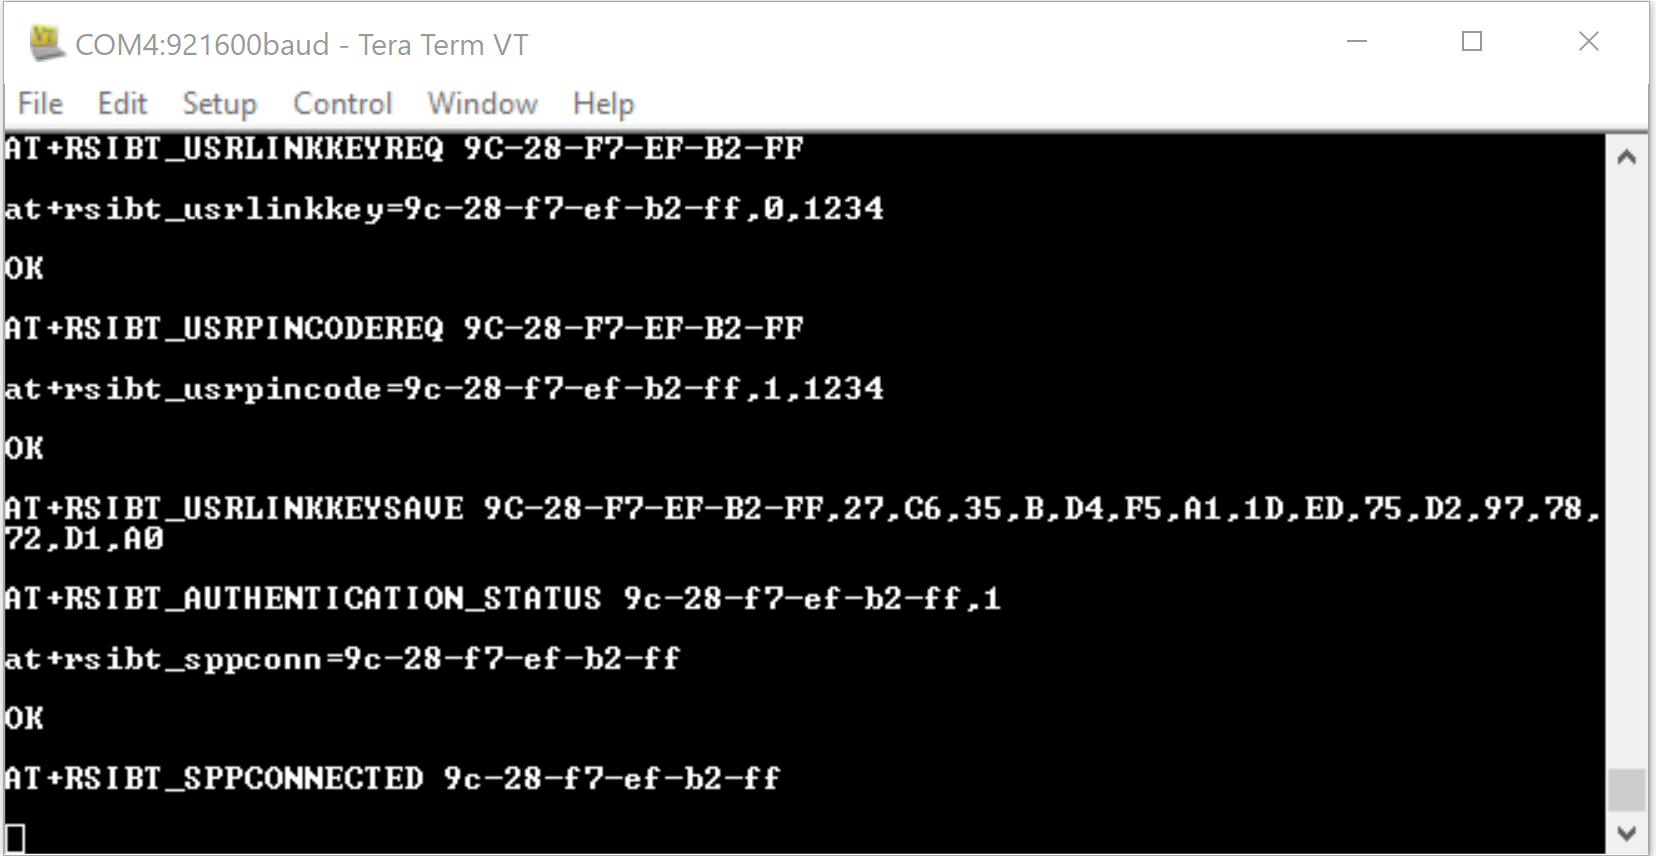 COM4:921600baud - Tera Term VT
File Edit Setup Control Window Help
AT+RSIBT_USRLINKKEYREQ 9C-28-F7-EF-B2-FF
at+rsibt_usrlinkkey=9c-28-f7-ef-b2-ff,0,1234
OK
AT+RSIBT_USRPINCODEREQ 9C-28-F7-EF-B2-FF
at+rsibt_usrpincode=9c-28-f7-ef-b2-ff,1,1234
OK
AT+RSIBT_USRLINKKEYSAVE 9C-28-F7-EF-B2-FF,27,C6,35,B,D4,F5,A1,1D,ED,75,D2,97,78,
72,D1,A0
AT+RSIBT_AUTHENTICATION_STATUS 9c-28-f7-ef-b2-ff,1
at+rsibt_sppconn=9c-28-f7-ef-b2-ff
OK
AT+RSIBT_SPPCONNECTED 9c-28-f7-ef-b2-ff